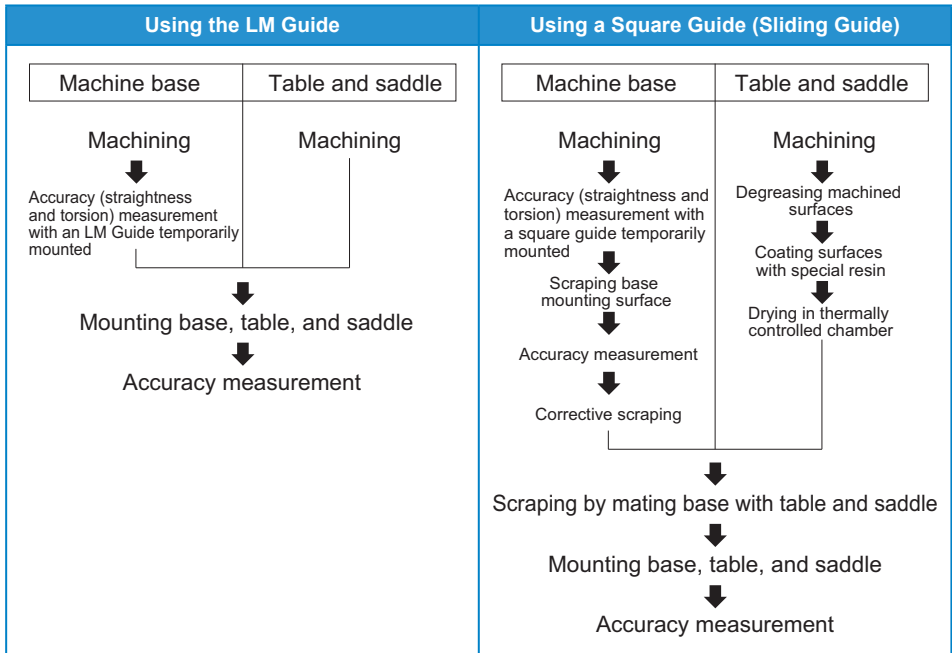 Using the LM Guide
Machine base
Table and saddle
Machining
Machining
Accuracy (straightness
and torsion) measurement
with an LM Guide temporarily
mounted
Mounting base, table, and saddle
Accuracy measurement
Using a Square Guide (Sliding Guide)
Machine base
Table and saddle
Machining
Accuracy (straightness and
torsion) measurement with
a square guide temporarily
mounted
Scraping base
mounting surface
Accuracy measurement
Corrective scraping
Machining
Degreasing machined
surfaces
Coating surfaces
with special resin
Drying in thermally
controlled chamber
Scraping by mating base with table and saddle
Mounting base, table, and saddle
Accuracy measurement